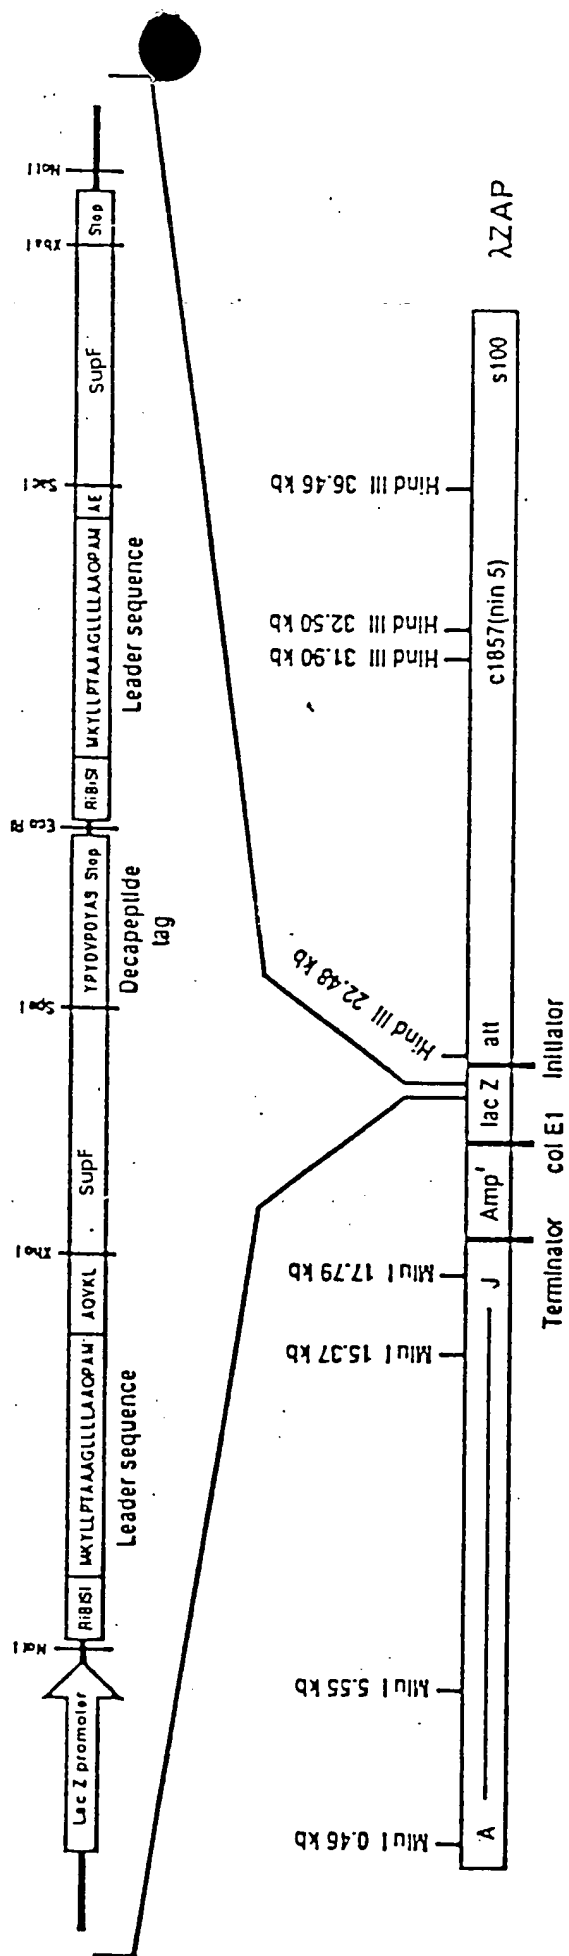 Not I
Xho I
Spe I
Eco RI
Sac I
Xba I
Not I
Lac Z promoter
RiBiSi
MKYLLPTAAAGLLLLAAQPAM
AQVKL
SupF
YPYDVPDYAS Stop
RiBiSi
MKYLLPTAAAGLLLLAAQPAM
AE
SupF
Stop
Leader sequence
Decapeptide
tag
Leader sequence
Mlu I 0.46 kb
Mlu I 5.55 kb
Mlu I 15.37 kb
Mlu I 17.79 kb
Hind III 22.48 kb
Hind III 31.90 kb
Hind III 32.50 kb
Hind III 36.46 kb
A
J
Amp'
lac Z
att
c1857(nin 5)
s100
λZAP
Terminator
col E1
Initiator